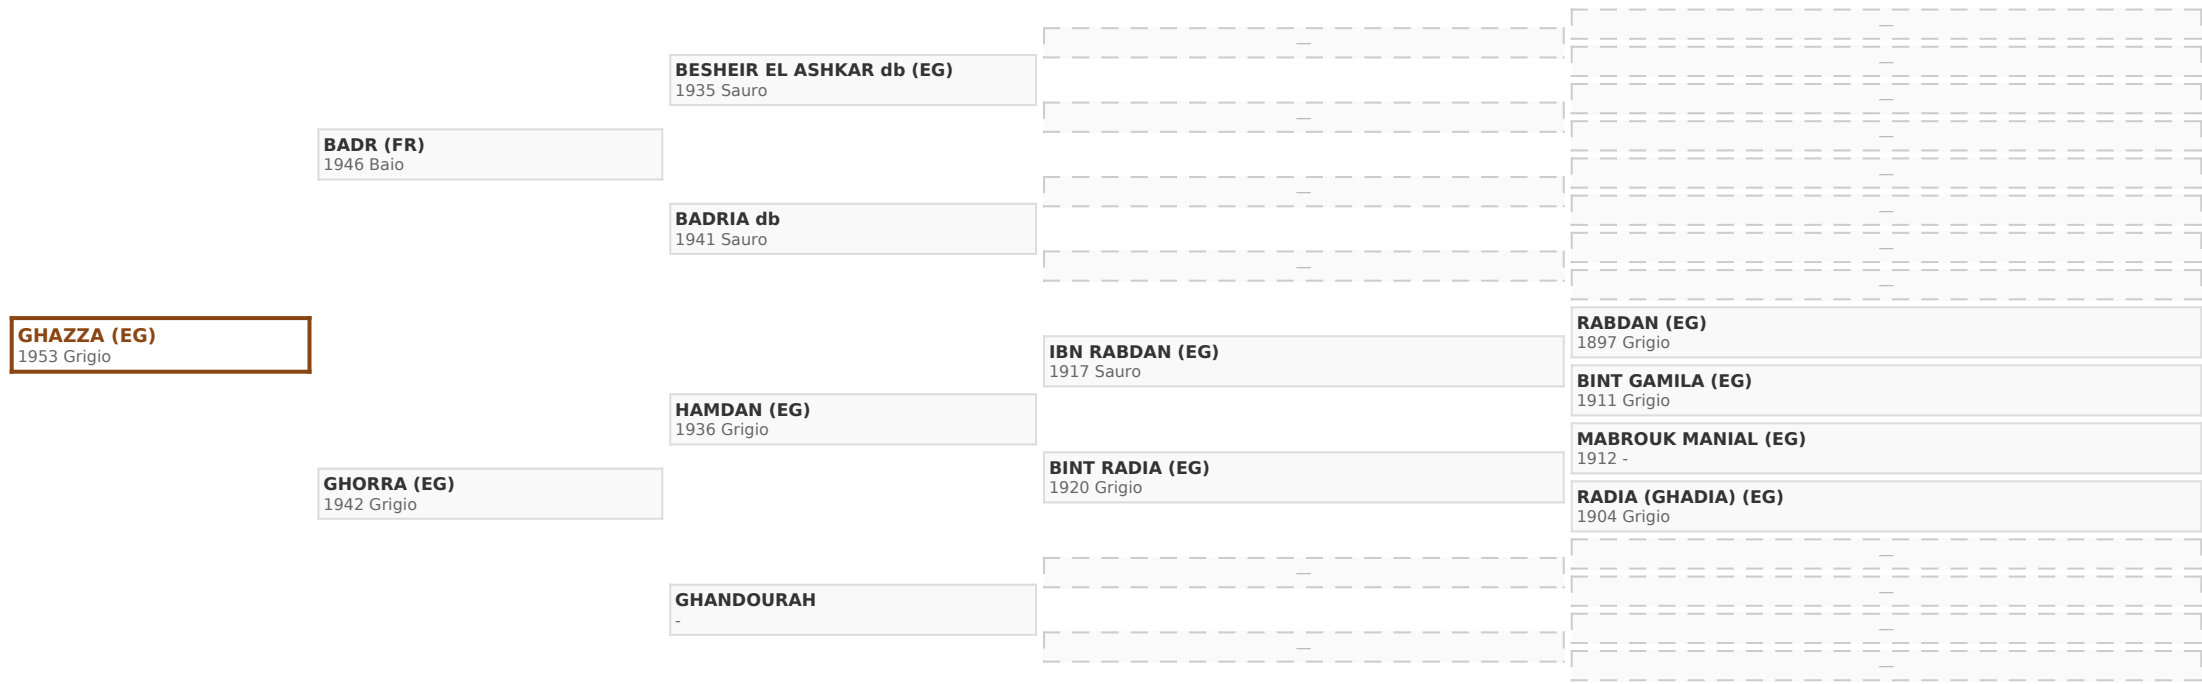 GHAZZA (EG)
1953 Grigio
BADR (FR)
1946 Baio
GHORRA (EG)
1942 Grigio
BESHEIR EL ASHKAR db (EG)
1935 Sauro
BADRIA db
1941 Sauro
HAMDAN (EG)
1936 Grigio
GHANDOURAH
-
—
—
—
—
IBN RABDAN (EG)
1917 Sauro
BINT RADIA (EG)
1920 Grigio
—
—
—
—
—
—
—
—
—
—
RABDAN (EG)
1897 Grigio
BINT GAMILA (EG)
1911 Grigio
MABROUK MANIAL (EG)
1912 -
RADIA (GHADIA) (EG)
1904 Grigio
—
—
—
—